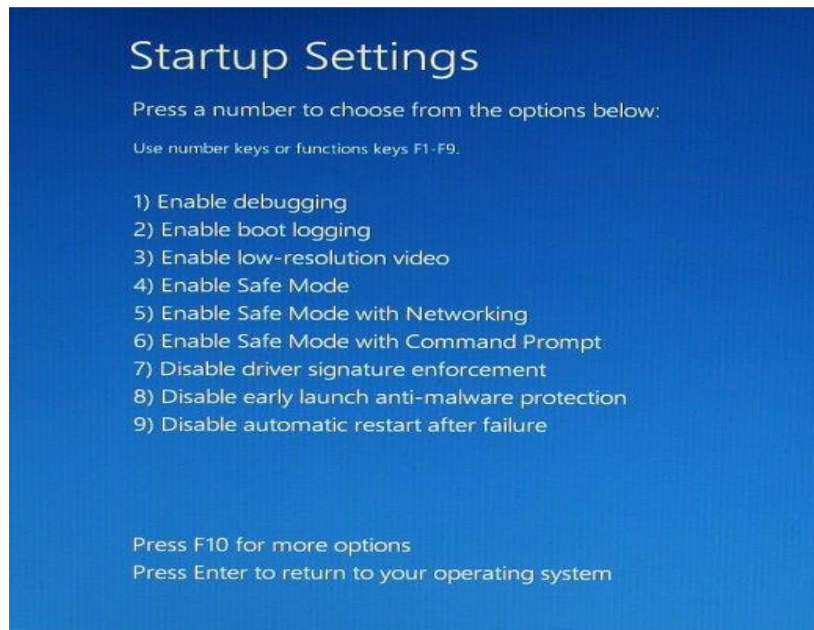 Startup Settings
Press a number to choose from the options below:
Use number keys or functions keys F1-F9.
1) Enable debugging
2) Enable boot logging
3) Enable low-resolution video
4) Enable Safe Mode
5) Enable Safe Mode with Networking
6) Enable Safe Mode with Command Prompt
7) Disable driver signature enforcement
8) Disable early launch anti-malware protection
9) Disable automatic restart after failure
Press F10 for more options
Press Enter to return to your operating system